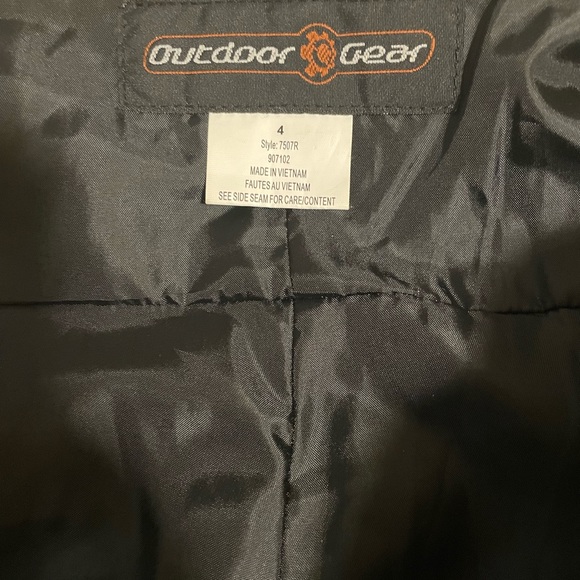 Outdoor Gear
4
Style: 7507R
907102
MADE IN VIETNAM
FAUTES AU VIETNAM
SEE SIDE SEAM FOR CARE/CONTENT